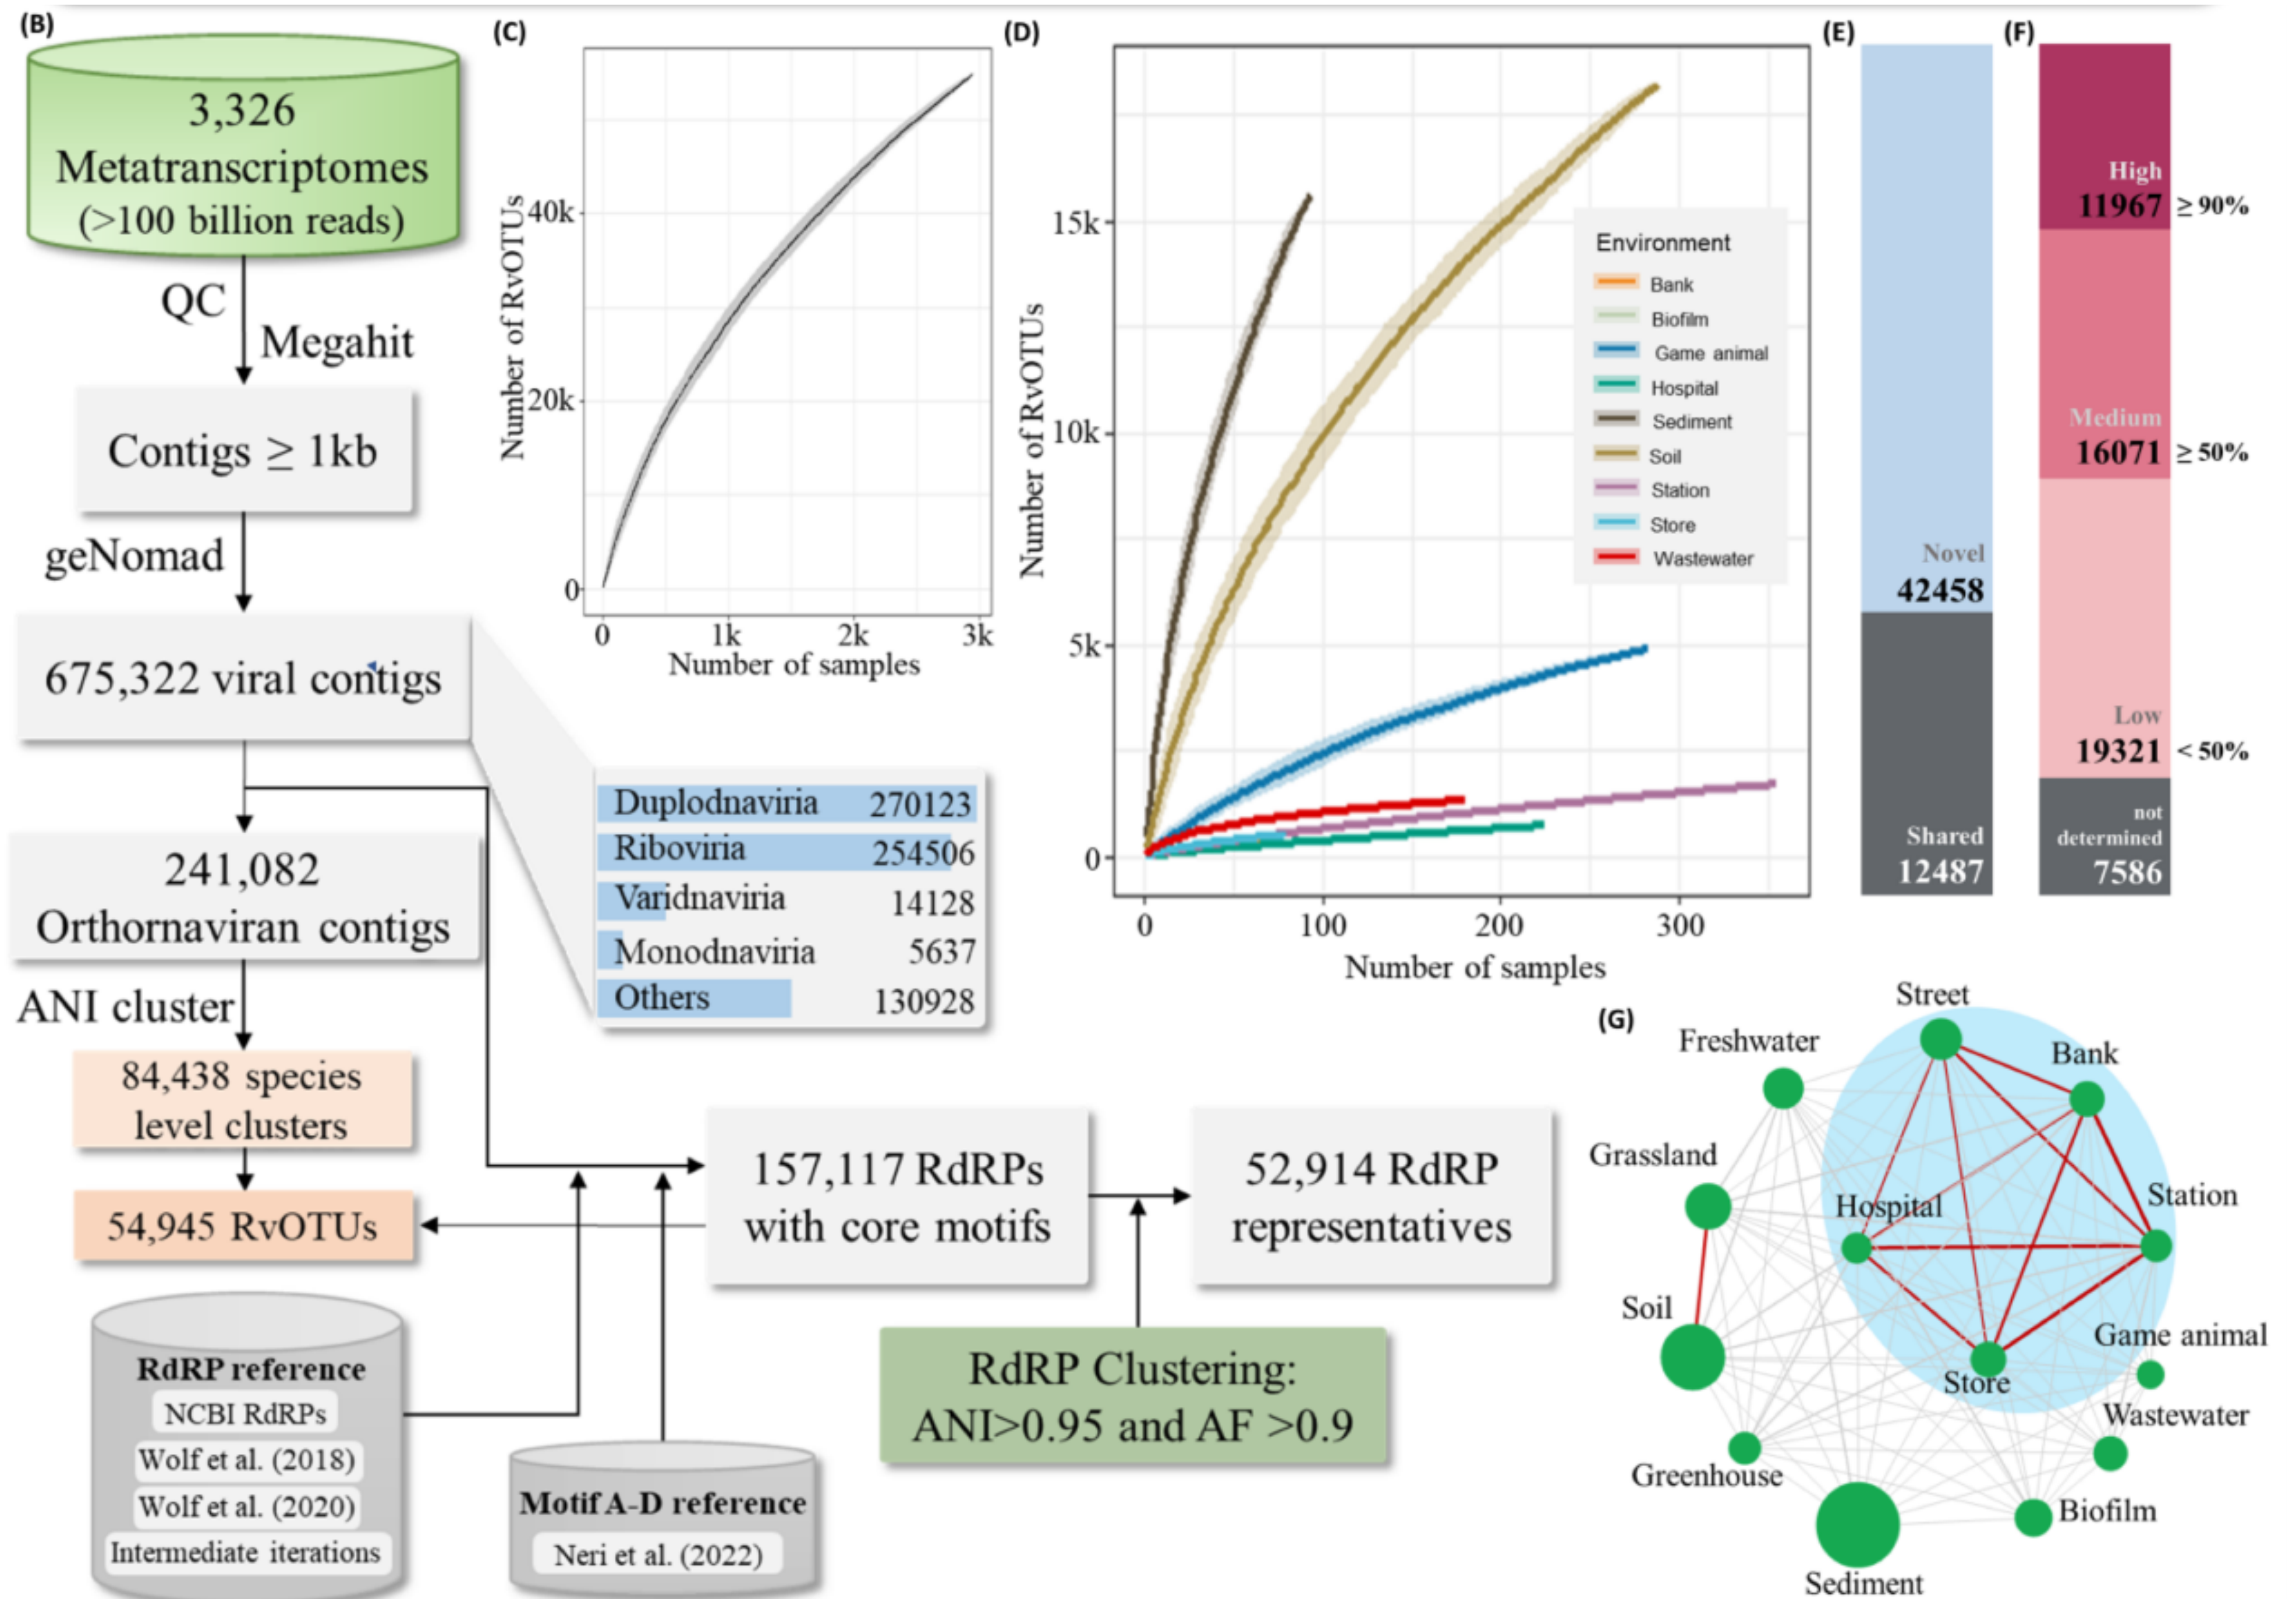 (B)
3,326
Metatranscriptomes
(>100 billion reads)
QC
Megahit
Contigs ≥ 1kb
geNomad
675,322 viral contigs
241,082
Orthornaviran contigs
ANI cluster
84,438 species
level clusters
54,945 RvOTUs
RdRP reference
NCBI RdRPs
Wolf et al. (2018)
Wolf et al. (2020)
Intermediate iterations
Motif A-D reference
Neri et al. (2022)
Duplodnaviria 270123
Riboviria 254506
Varidnaviria 14128
Monodnaviria 5637
Others 130928
157,117 RdRPs
with core motifs
52,914 RdRP
representatives
RdRP Clustering:
ANI>0.95 and AF >0.9
(C)
Number of RvOTUs
40k
20k
0
0 1k 2k 3k
Number of samples
(D)
Number of RvOTUs
15k
10k
5k
0
0 100 200 300
Number of samples
Environment
Bank
Biofilm
Game animal
Hospital
Sediment
Soil
Station
Store
Wastewater
(E)
Novel
42458
Shared
12487
(F)
High
11967 ≥ 90%
Medium
16071 ≥ 50%
Low
19321 < 50%
not
determined
7586
(G)
Street
Freshwater
Bank
Grassland
Station
Hospital
Soil
Game animal
Store
Wastewater
Greenhouse
Biofilm
Sediment